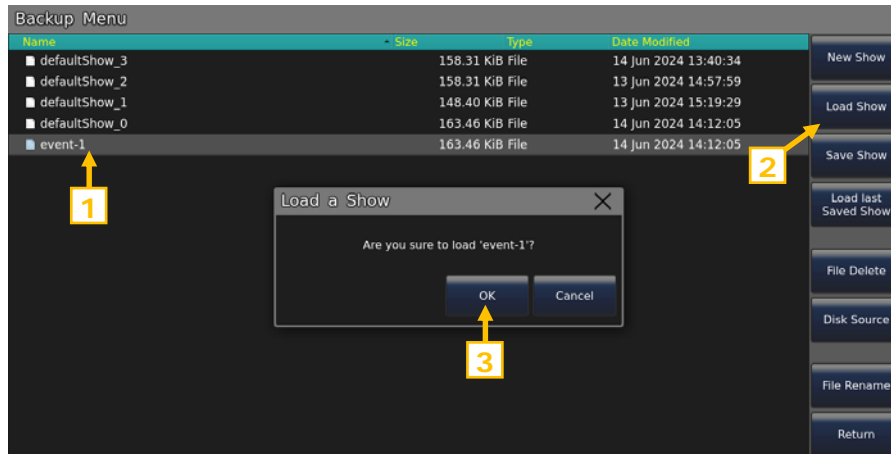 Backup Menu
Name Size Type Date Modified
defaultShow_3 158.31 KiB File 14 Jun 2024 13:40:34
defaultShow_2 158.31 KiB File 13 Jun 2024 14:57:59
defaultShow_1 148.40 KiB File 13 Jun 2024 15:19:29
defaultShow_0 163.46 KiB File 14 Jun 2024 14:12:05
event-1 163.46 KiB File 14 Jun 2024 14:12:05
1
Load a Show
Are you sure to load 'event-1'?
OK Cancel
3
New Show
Load Show
2
Save Show
Load last
Saved Show
File Delete
Disk Source
File Rename
Return